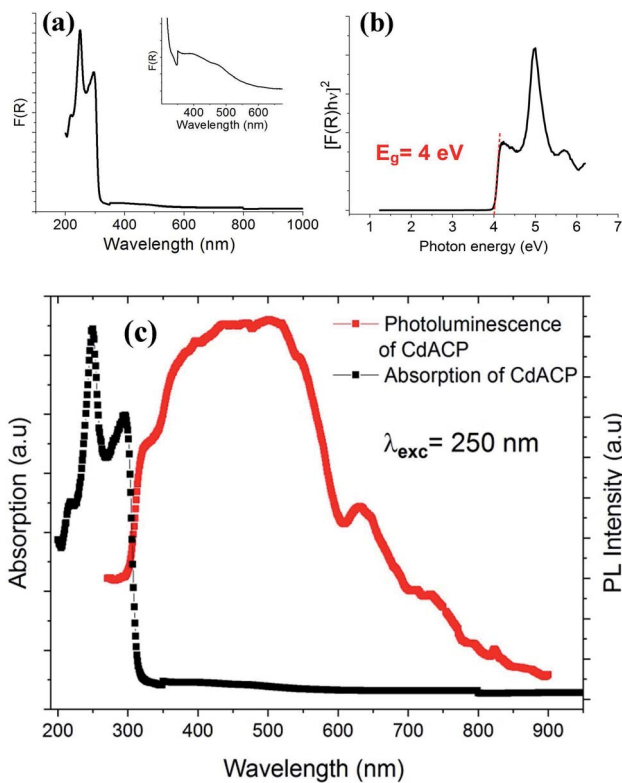 (a)
F(R)
F(R)
400 500 600
Wavelength (nm)
200 400 600 800 1000
Wavelength (nm)
(b)
[F(R)hν]²
E_g= 4 eV
1 2 3 4 5 6 7
Photon energy (eV)
(c)
Photoluminescence
of CdACP
Absorption of CdACP
λ_exc= 250 nm
Absorption (a.u)
PL Intensity (a.u)
200 300 400 500 600 700 800 900
Wavelength (nm)